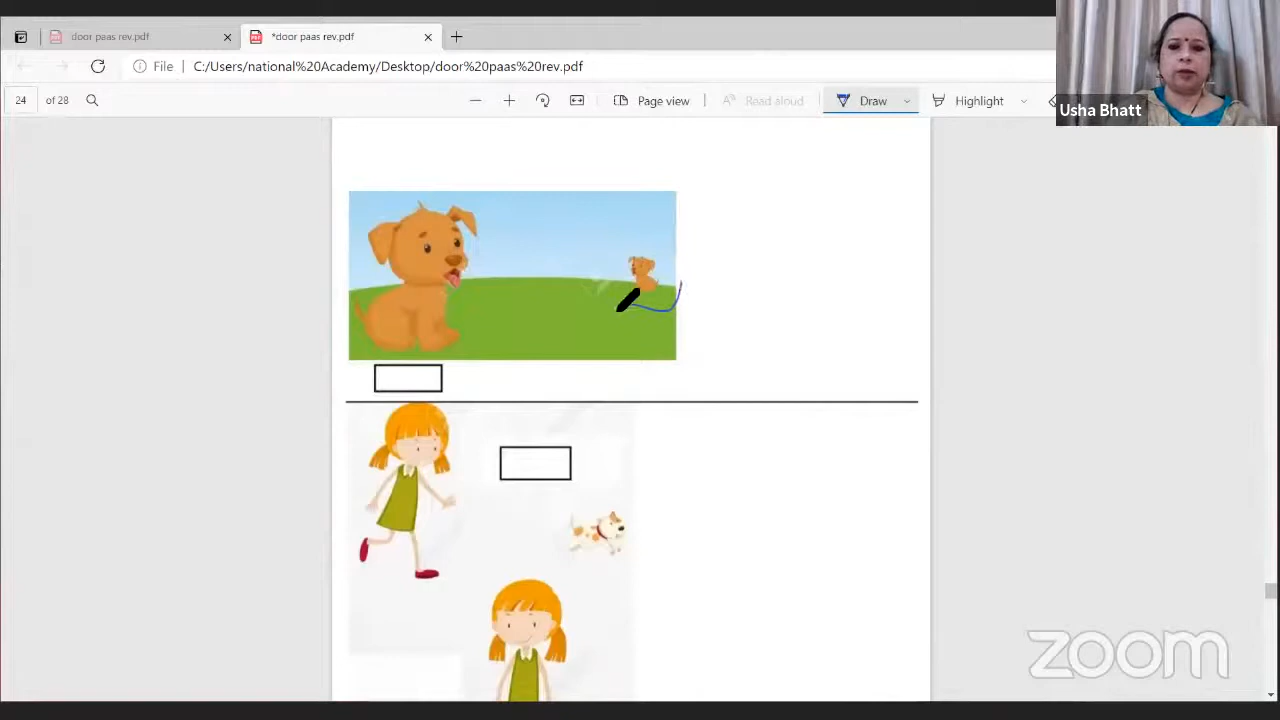 door paas rev.pdf
*door paas rev.pdf
File
C:/Users/national%20Academy/Desktop/door%20paas%20rev.pdf
24
of 28
Page view
Read aloud
Draw
Highlight
Usha Bhatt
zoom